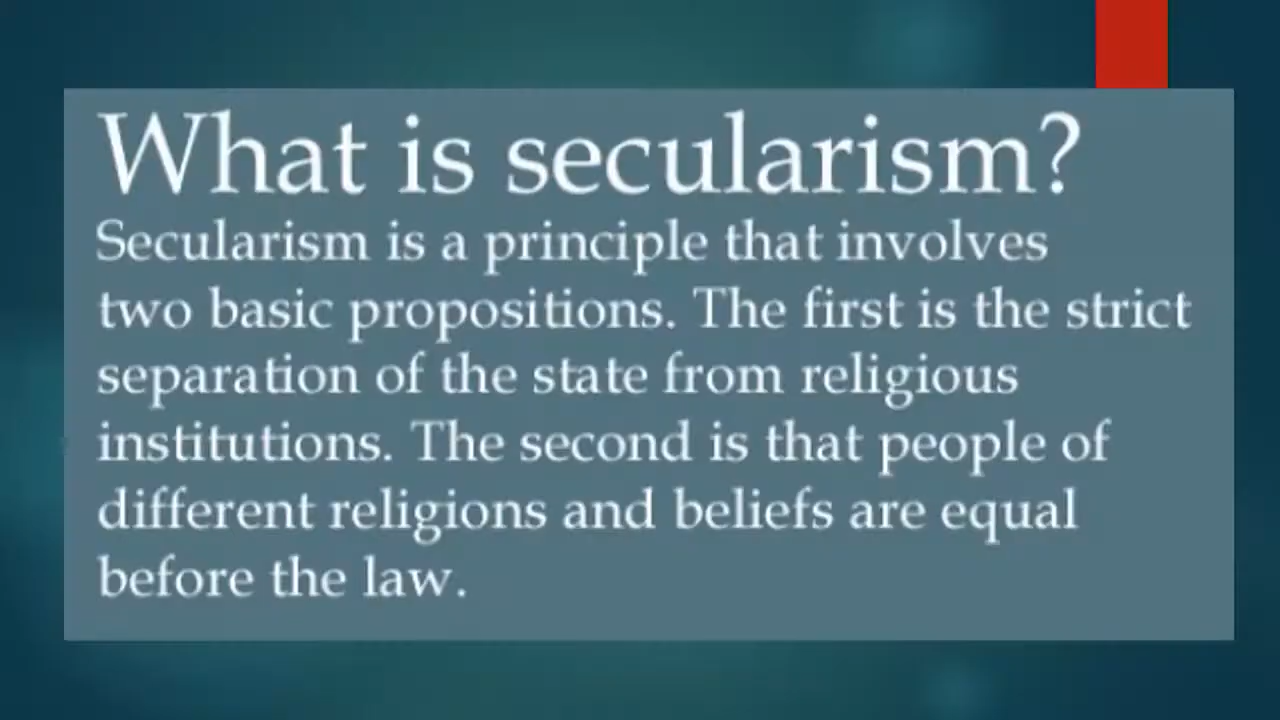 What is secularism?
Secularism is a principle that involves
two basic propositions. The first is the strict
separation of the state from religious
institutions. The second is that people of
different religions and beliefs are equal
before the law.